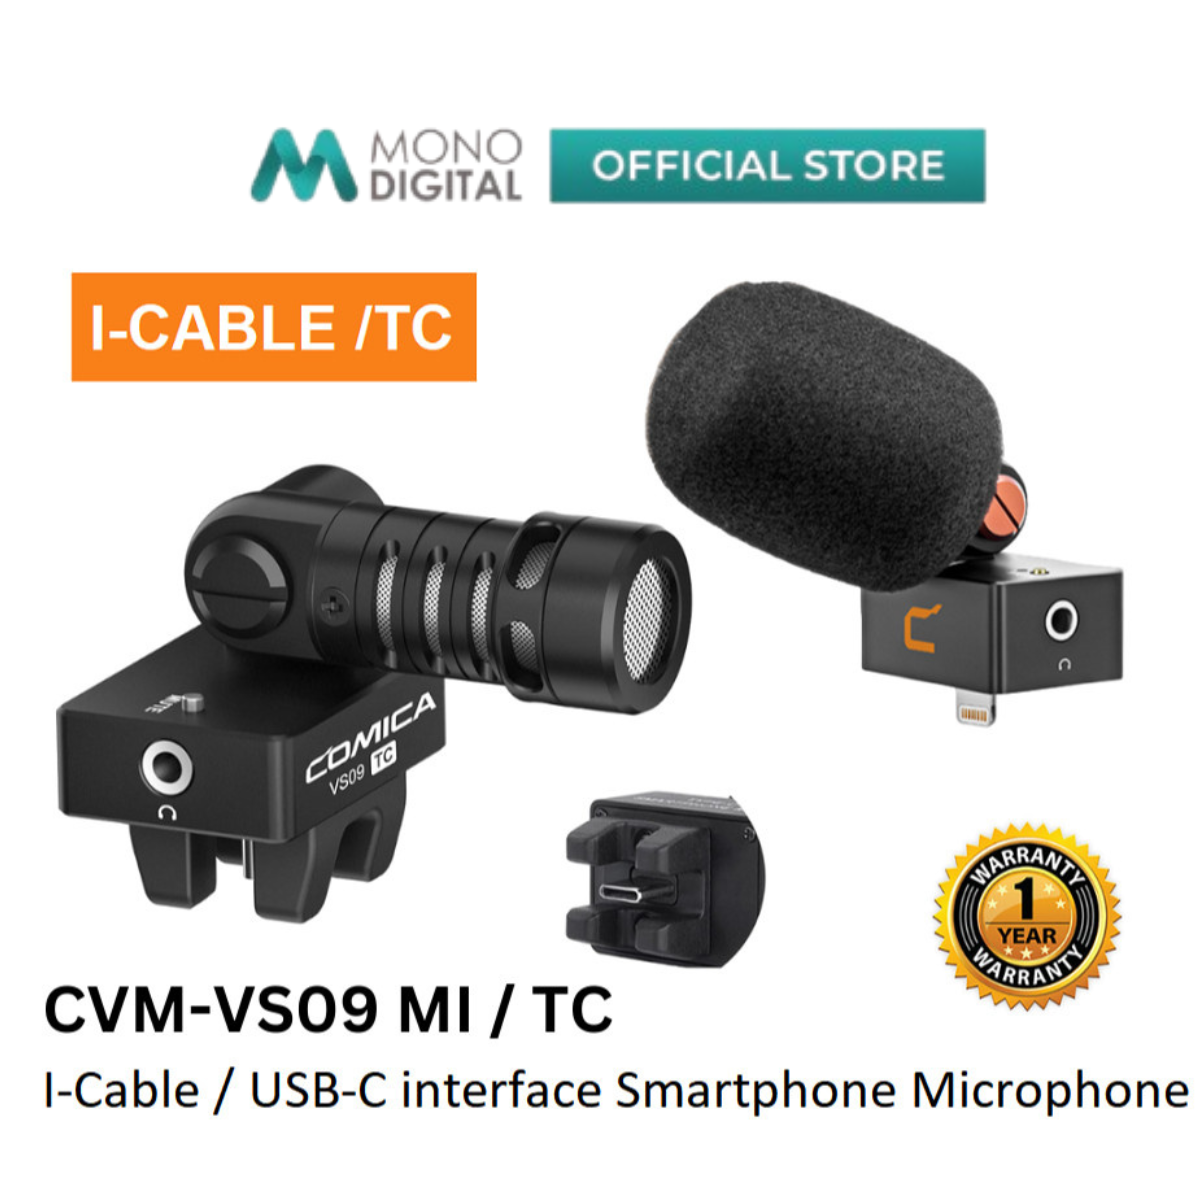 MONO
DIGITAL
OFFICIAL STORE
I-CABLE /TC
MUTE
COMICA
VS09 TC
WARRANTY
1
YEAR
WARRANTY
CVM-VS09 MI / TC
I-Cable / USB-C interface Smartphone Microphone